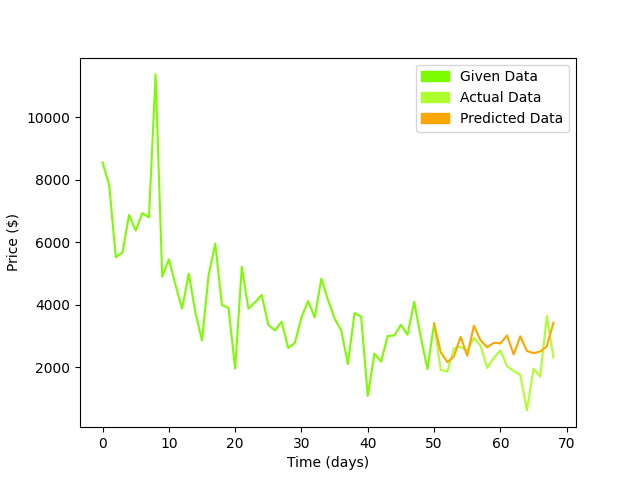 Given Data
Actual Data
Predicted Data
Price ($)
10000
8000
6000
4000
2000
0 10 20 30 40 50 60 70
Time (days)